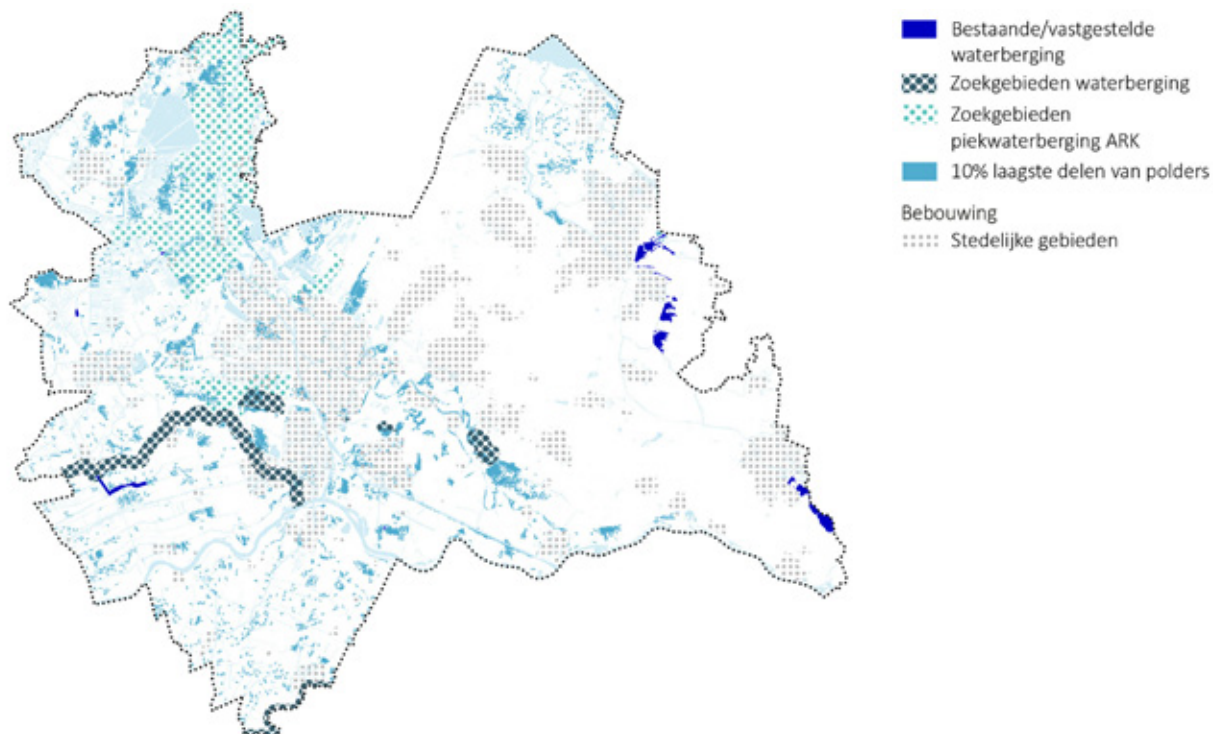 Bestaande/vastgestelde
waterberging
Zoekgebieden waterberging
Zoekgebieden
piekwaterberging ARK
10% laagste delen van polders
Bebouwing
Stedelijke gebieden